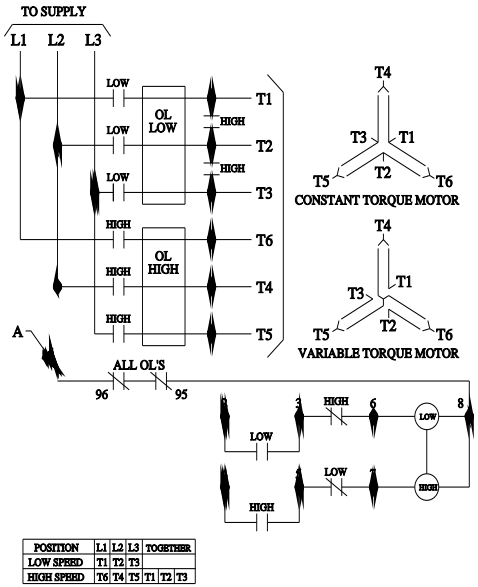 TO SUPPLY
L1 L2 L3
LOW
OL
LOW
T1
HIGH
LOW
T2
HIGH
LOW
T3
HIGH
OL
HIGH
T6
HIGH
T4
HIGH
T5
T4
T3 T1
T2
T5 T6
CONSTANT TORQUE MOTOR
T4
T1
T3
T2
T5 T6
VARIABLE TORQUE MOTOR
A
ALL OL'S
96 95
3 HIGH 6 LOW 8
LOW
LOW HIGH
HIGH
POSITION L1 L2 L3 TOGETHER
LOW SPEED T1 T2 T3
HIGH SPEED T6 T4 T5 T1 T2 T3